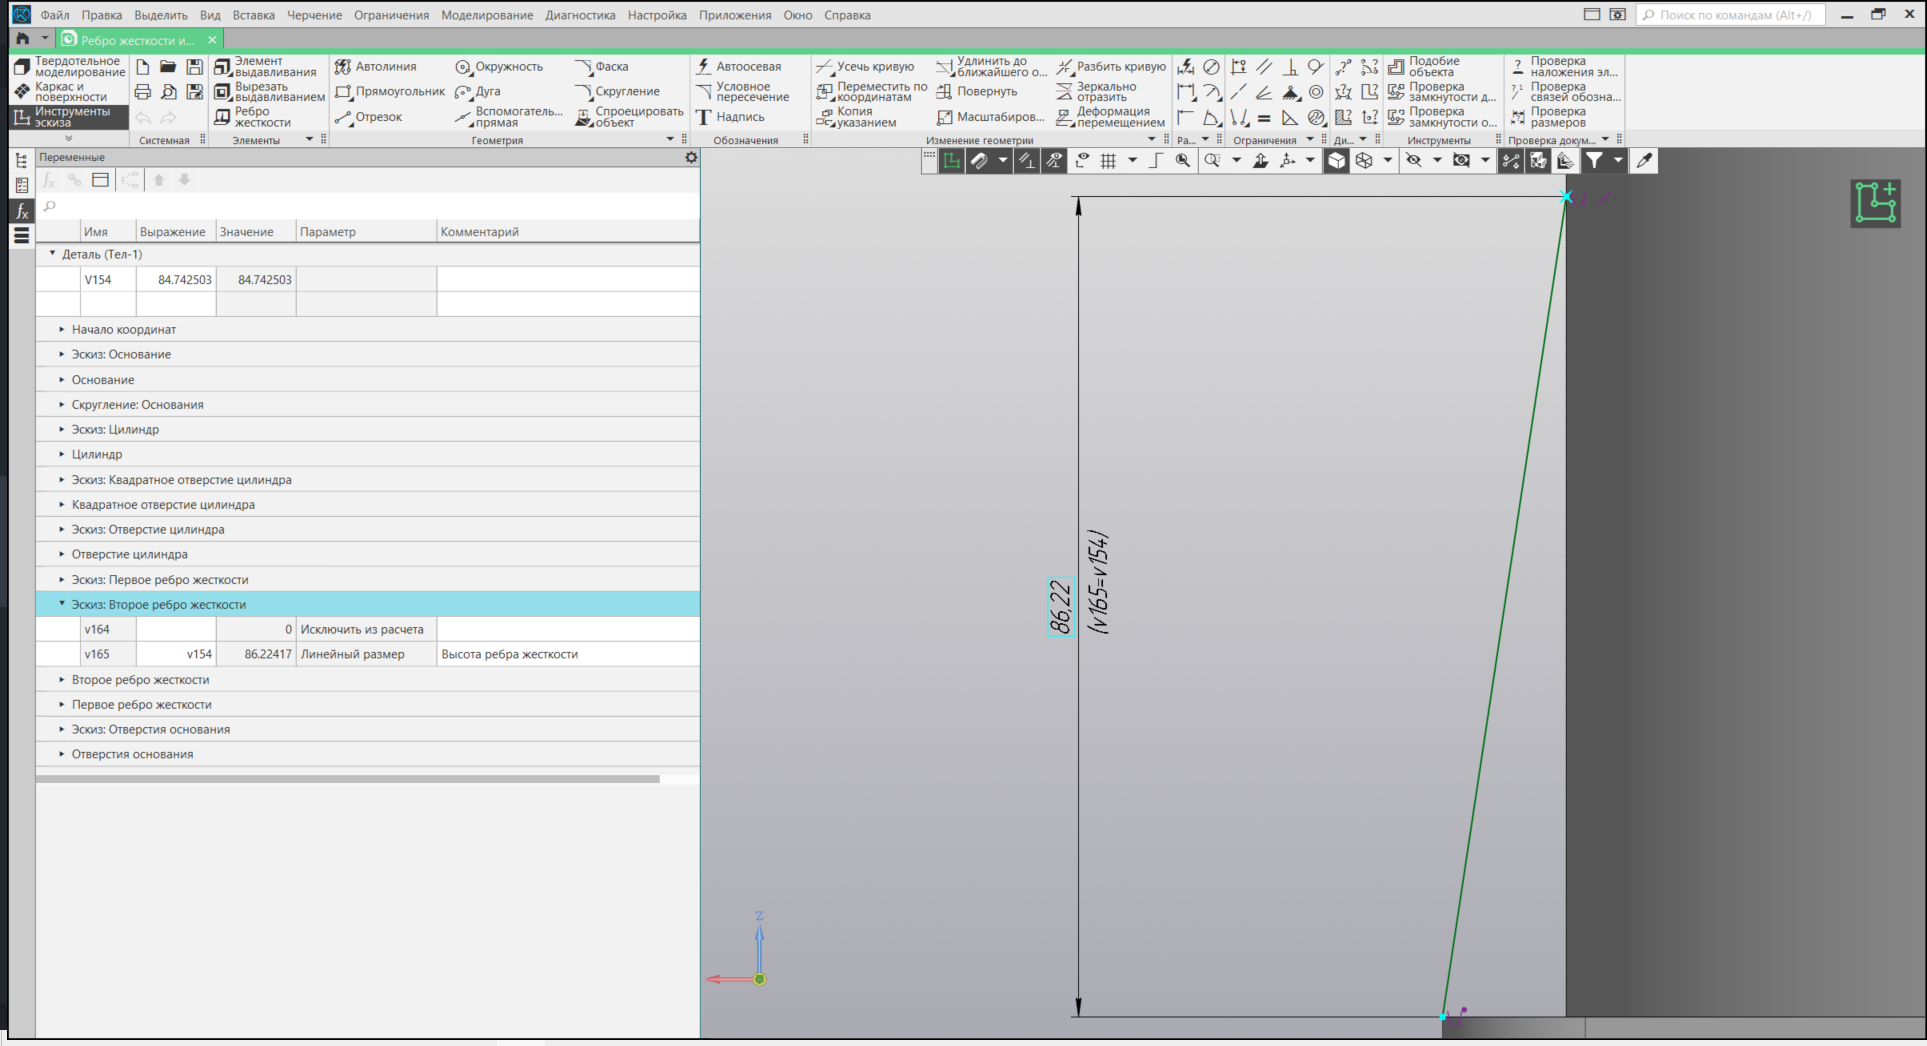 Файл Правка Выделить Вид Вставка Черчение Ограничения Моделирование Диагностика Настройка Приложения Окно Справка
Поиск по командам (Alt+/)
Ребро жесткости и...
Твердотельное моделирование
Каркас и поверхности
Инструменты эскиза
Системная
Элемент выдавливания
Вырезать выдавливанием
Ребро жесткости
Элементы
Автолиния
Прямоугольник
Отрезок
Окружность
Дуга
Вспомогатель... прямая
Фаска
Скругление
Спроецировать объект
Геометрия
Автоосевая
Условное пересечение
Надпись
Обозначения
Усечь кривую
Переместить по координатам
Копия указанием
Удлинить до ближайшего о...
Повернуть
Масштабиров...
Разбить кривую
Зеркально отразить
Деформация перемещением
Изменение геометрии
Ра...
Ограничения
Ди...
Подобие объекта
Проверка замкнутости д...
Проверка замкнутости о...
Инструменты
Проверка наложения эл...
Проверка связей обозна...
Проверка размеров
Проверка докум...
Переменные
Имя Выражение Значение Параметр Комментарий
Деталь (Тел-1)
V154 84.742503 84.742503
Начало координат
Эскиз: Основание
Основание
Скругление: Основания
Эскиз: Цилиндр
Цилиндр
Эскиз: Квадратное отверстие цилиндра
Квадратное отверстие цилиндра
Эскиз: Отверстие цилиндра
Отверстие цилиндра
Эскиз: Первое ребро жесткости
Эскиз: Второе ребро жесткости
v164 0 Исключить из расчета
v165 v154 86.22417 Линейный размер Высота ребра жесткости
Второе ребро жесткости
Первое ребро жесткости
Эскиз: Отверстия основания
Отверстия основания
86,22
(v165=v154)
Z